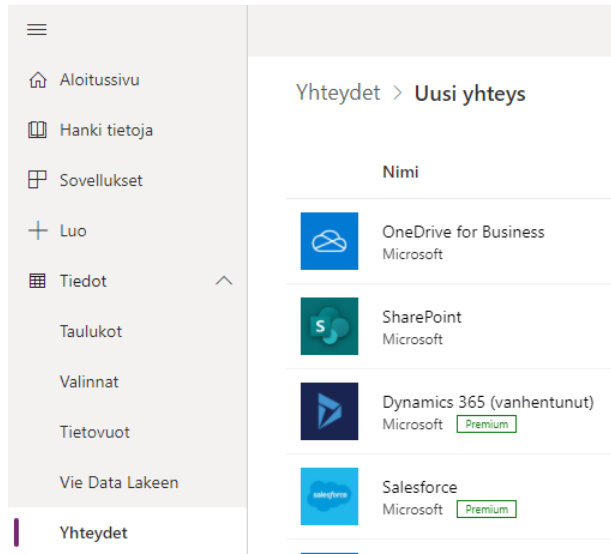 Aloitussivu
Hanki tietoja
Sovellukset
Luo
Tiedot
Taulukot
Valinnat
Tietovuot
Vie Data Lakeen
Yhteydet
Yhteydet > Uusi yhteys
Nimi
OneDrive for Business
Microsoft
S
SharePoint
Microsoft
Dynamics 365 (vanhentunut)
Microsoft Premium
salesforce
Salesforce
Microsoft Premium